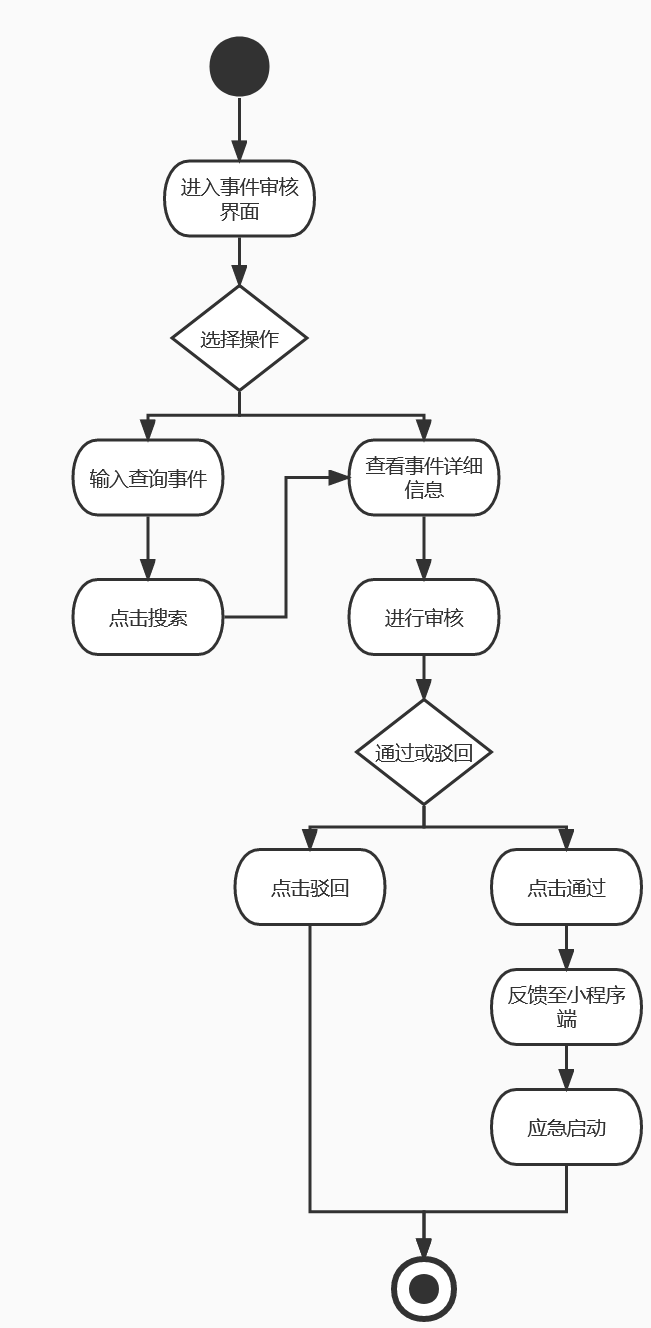 进入事件审核
界面
选择操作
输入查询事件
查看事件详细
信息
点击搜索
进行审核
通过或驳回
点击驳回
点击通过
反馈至小程序
端
应急启动